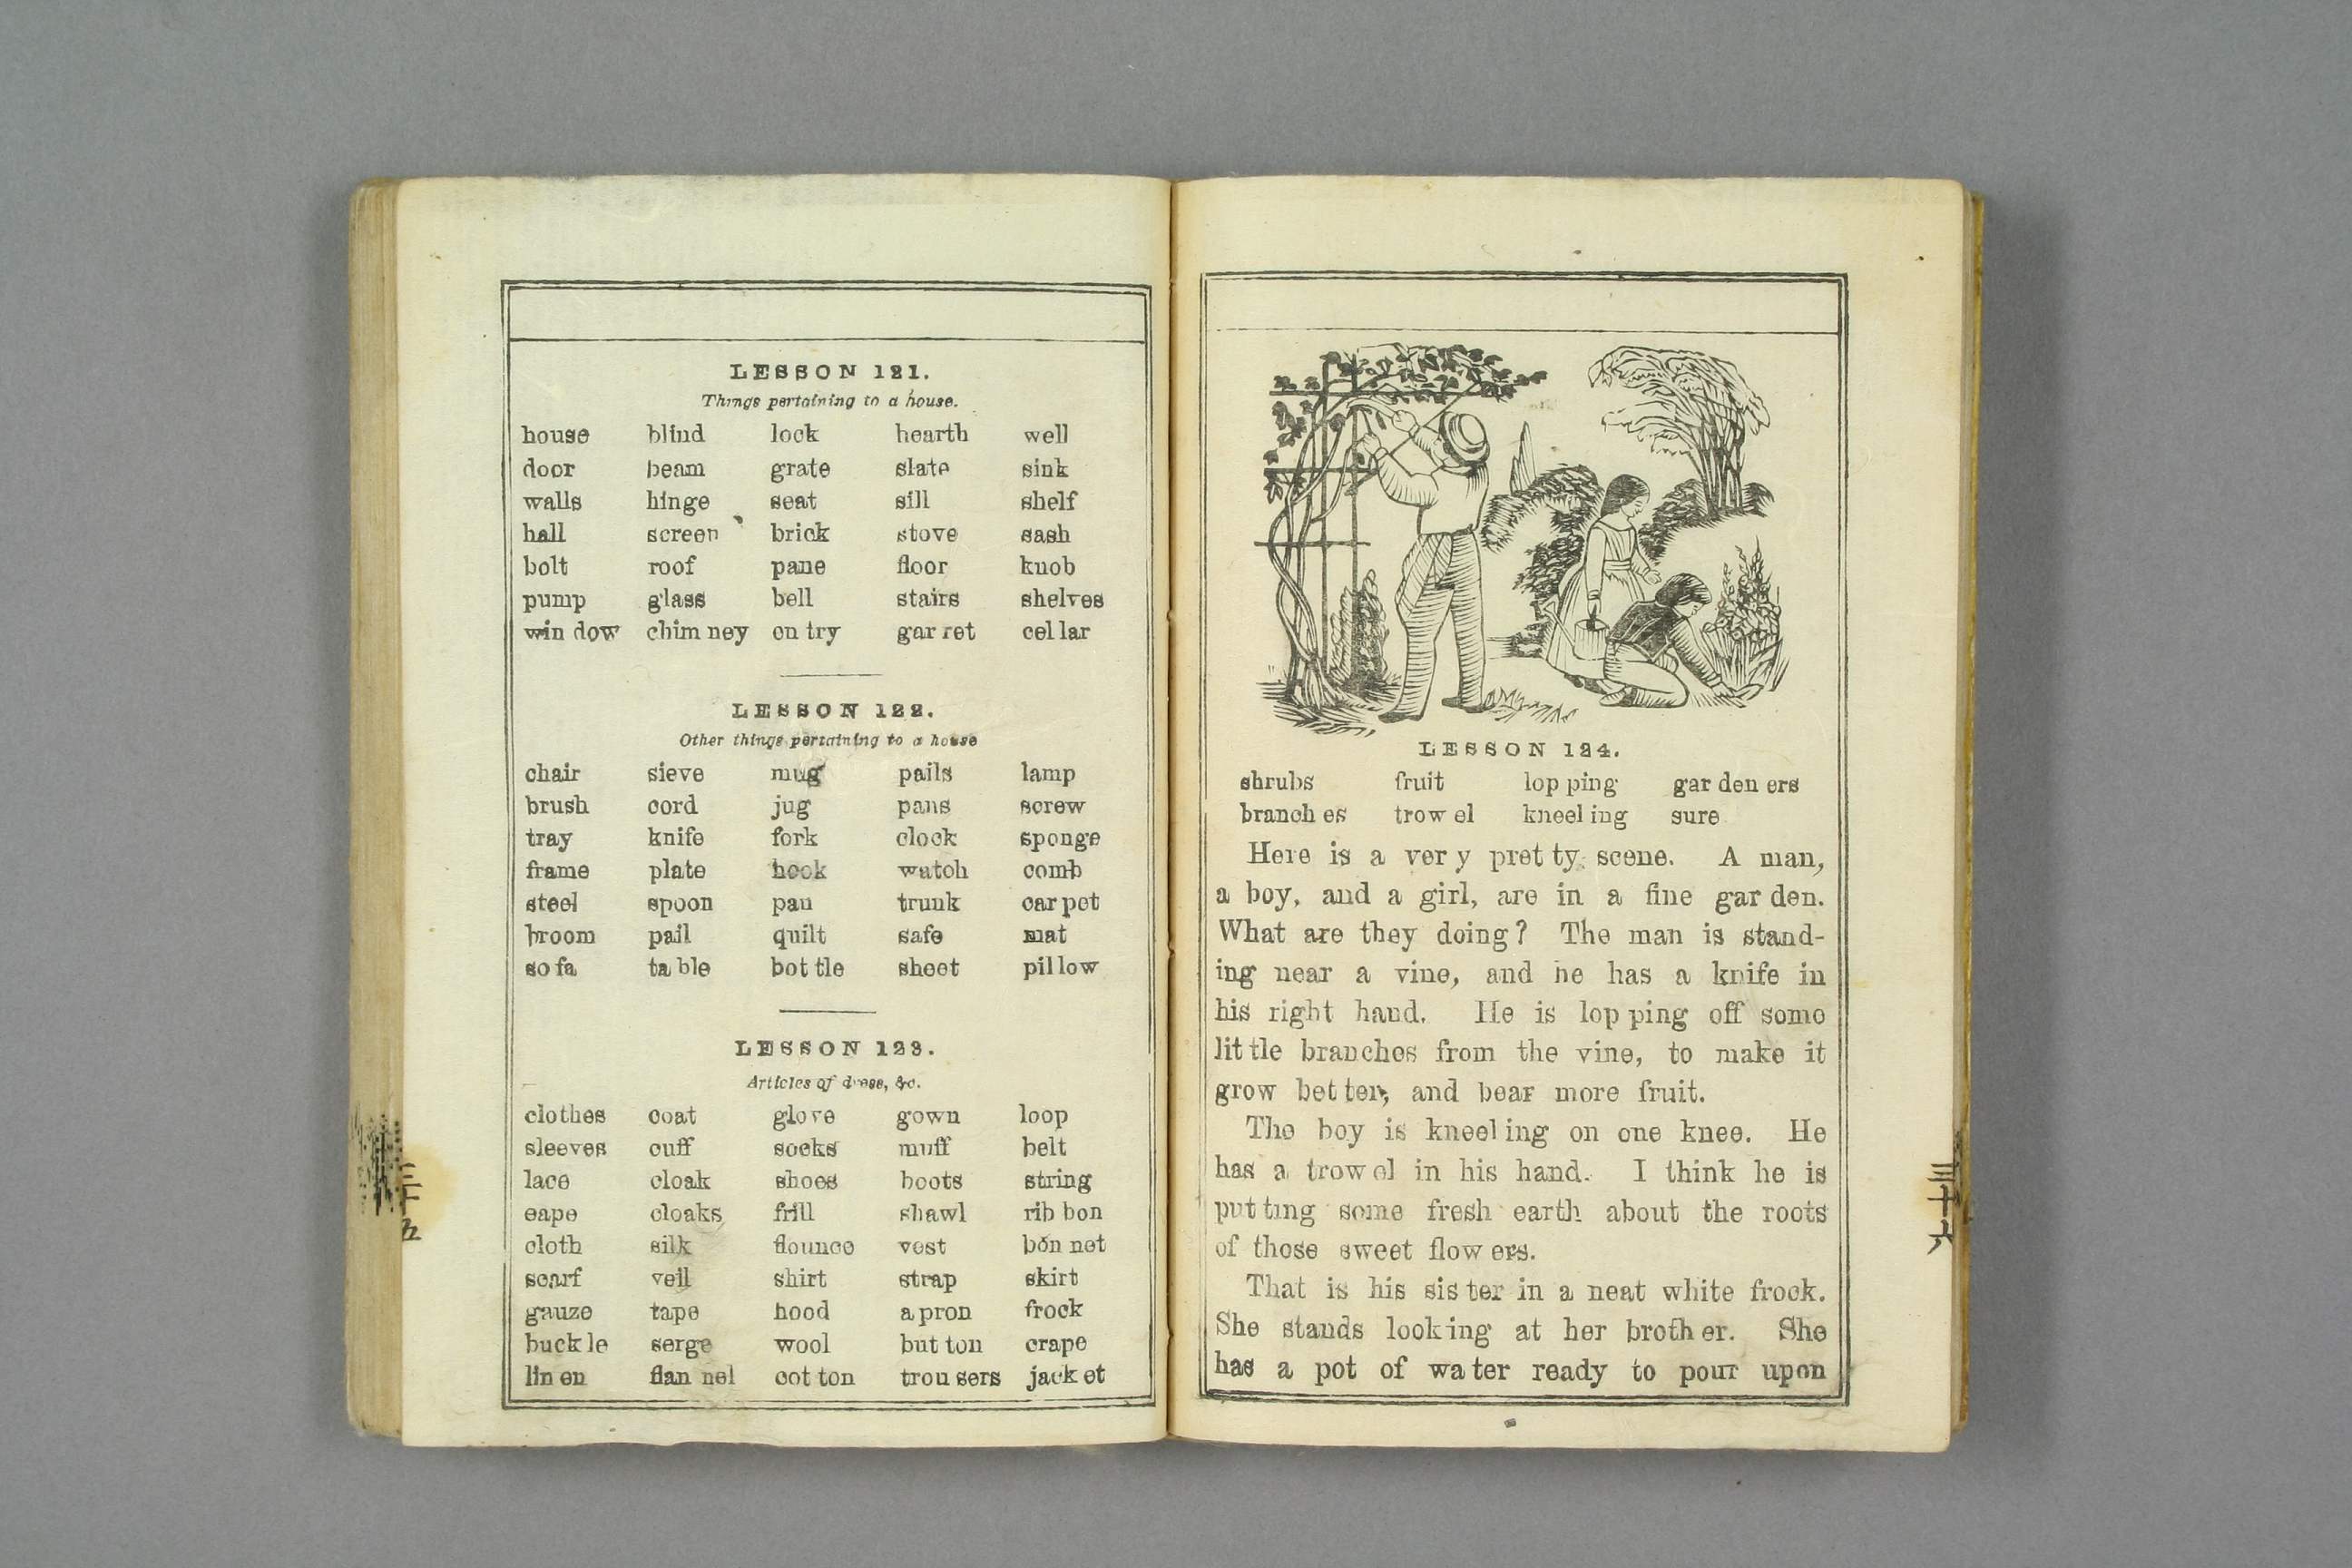 LESSON 121.
Things pertaining to a house.
house blind lock hearth well
door beam grate slate sink
walls hinge seat sill shelf
hall screen brick stove sash
bolt roof pane floor knob
pump glass bell stairs shelves
win dow chim ney en try gar ret cel lar
LESSON 122.
Other things pertaining to a house
chair sieve mug pails lamp
brush cord jug pans screw
tray knife fork clock sponge
frame plate hook watch comb
steel spoon pan trunk car pet
broom pail quilt safe mat
so fa ta ble bot tle sheet pil low
LESSON 123.
Articles of dress, &c.
clothes coat glove gown loop
sleeves cuff socks muff belt
lace cloak shoes boots string
cape cloaks frill shawl rib bon
cloth silk flounce vest bon net
scarf veil shirt strap skirt
gauze tape hood a pron frock
buck le serge wool but ton crape
lin en flan nel cot ton trou sers jack et
三十五
LESSON 124.
shrubs fruit lop ping gar den ers
branch es trow el kneel ing sure
Here is a ver y pret ty scene. A man,
a boy, and a girl, are in a fine gar den.
What are they doing? The man is stand-
ing near a vine, and he has a knife in
his right hand. He is lop ping off some
lit tle branches from the vine, to make it
grow bet ter, and bear more fruit.
The boy is kneel ing on one knee. He
has a trow el in his hand. I think he is
put ting some fresh earth about the roots
of those sweet flow ers.
That is his sis ter in a neat white frock.
She stands look ing at her broth er. She
has a pot of wa ter ready to pour upon
三十六